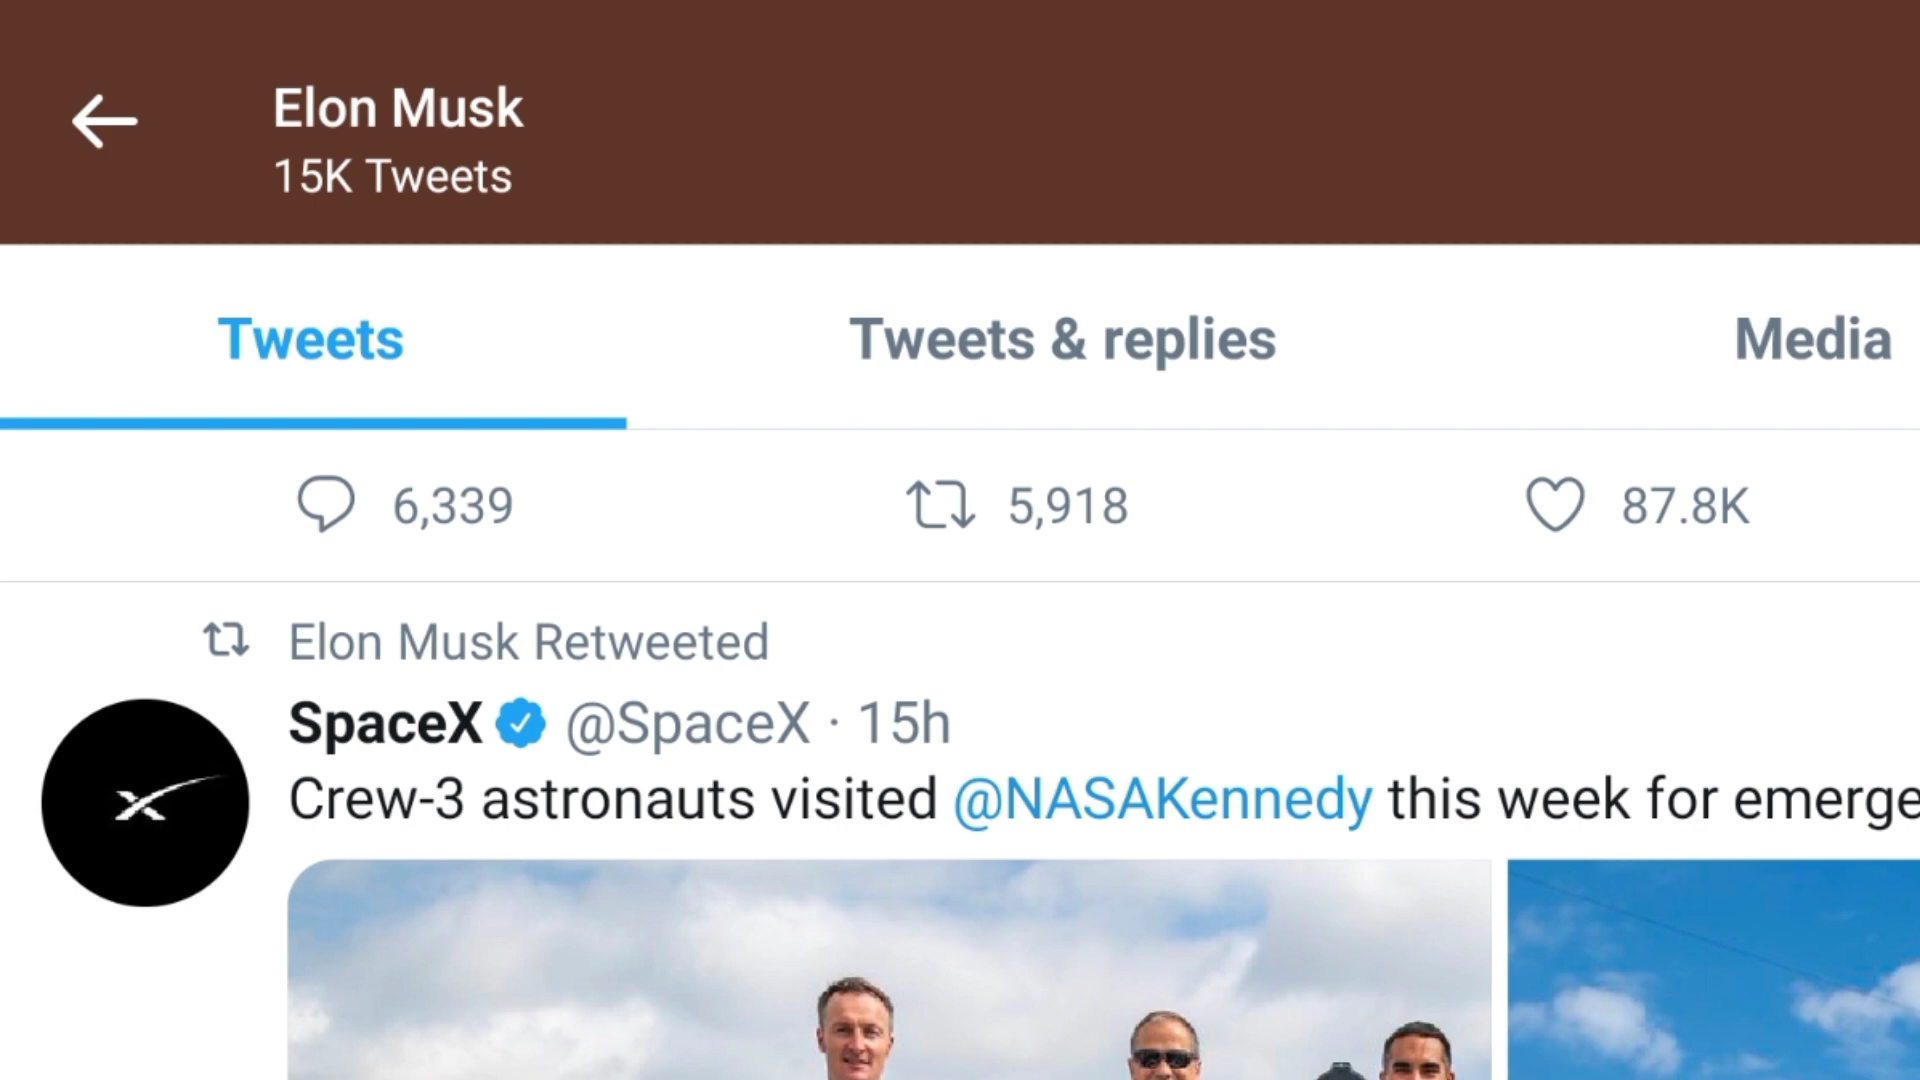 Elon Musk
15K Tweets
Tweets Tweets & replies Media
6,339 5,918 87.8K
Elon Musk Retweeted
SpaceX @SpaceX · 15h
Crew-3 astronauts visited @NASAKennedy this week for emerge